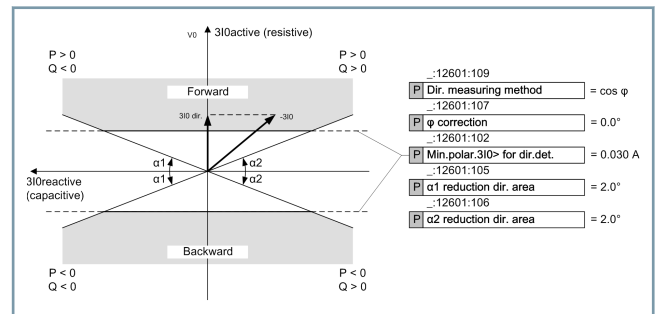 V0 3I0active (resistive)
P > 0
Q < 0
P > 0
Q > 0
Forward
3I0 dir.
-3I0
α1
α2
3I0reactive
(capacitive)
α1
α2
Backward
P < 0
Q < 0
P < 0
Q > 0
_:12601:109
P Dir. measuring method = cos φ
_:12601:107
P φ correction = 0.0°
_:12601:102
P Min.polar.3I0> for dir.det. = 0.030 A
_:12601:105
P α1 reduction dir. area = 2.0°
_:12601:106
P α2 reduction dir. area = 2.0°